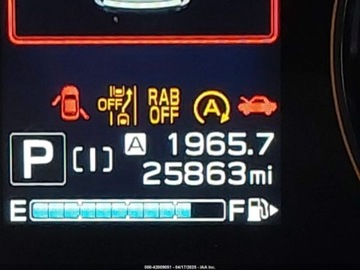 OFF
RAB
OFF
A
P [I] A 1965.7
25863mi
E F
000-42009051 - 04/17/2025 - IAA Inc.